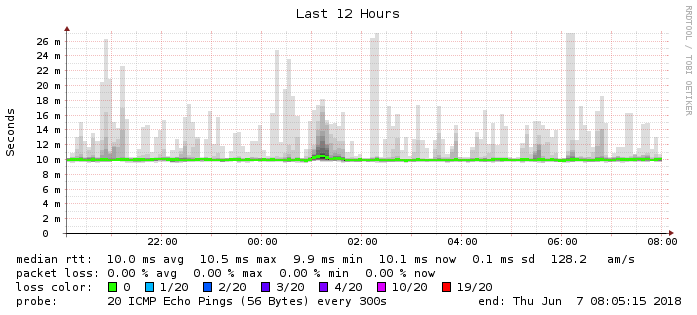 Last 12 Hours
RRDTOOL / TOBI OETIKER
Seconds
26 m
24 m
22 m
20 m
18 m
16 m
14 m
12 m
10 m
8 m
6 m
4 m
2 m
0
22:00 00:00 02:00 04:00 06:00 08:00
median rtt: 10.0 ms avg 10.5 ms max 9.9 ms min 10.1 ms now 0.1 ms sd 128.2 am/s
packet loss: 0.00 % avg 0.00 % max 0.00 % min 0.00 % now
loss color: 0 1/20 2/20 3/20 4/20 10/20 19/20
probe: 20 ICMP Echo Pings (56 Bytes) every 300s end: Thu Jun 7 08:05:15 2018